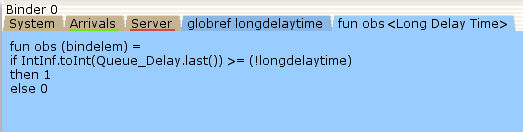 Binder 0
System Arrivals Server globref longdelaytime fun obs <Long Delay Time>
fun obs (bindelem) =
if IntInf.toInt(Queue_Delay.last()) >= (!longdelaytime)
then 1
else 0